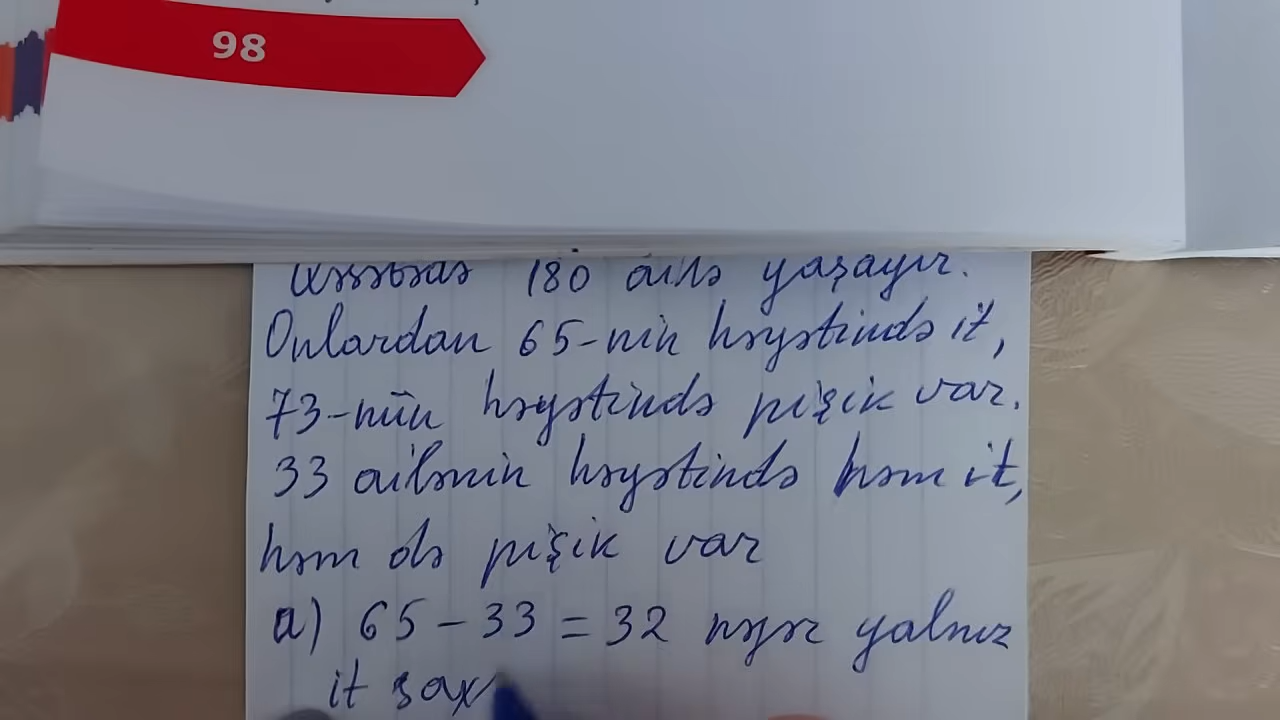 98
180 ailə yaşayır.
Onlardan 65-nin həyətində it,
73-nün həyətində pişik var.
33 ailənin həyətində həm it,
həm də pişik var
a) 65-33=32 nəfər yalnız
it sax